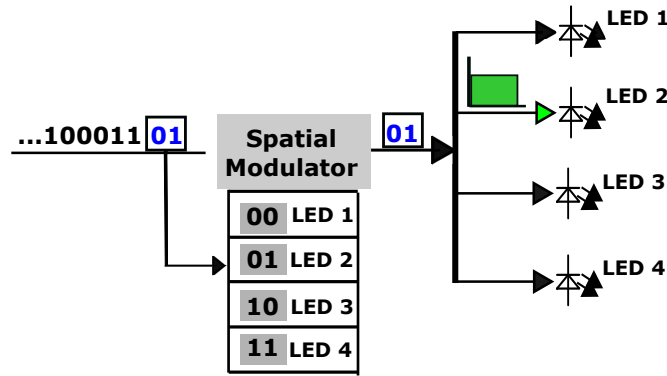 ...100011 01
Spatial
Modulator
01
00 LED 1
01 LED 2
10 LED 3
11 LED 4
LED 1
LED 2
LED 3
LED 4